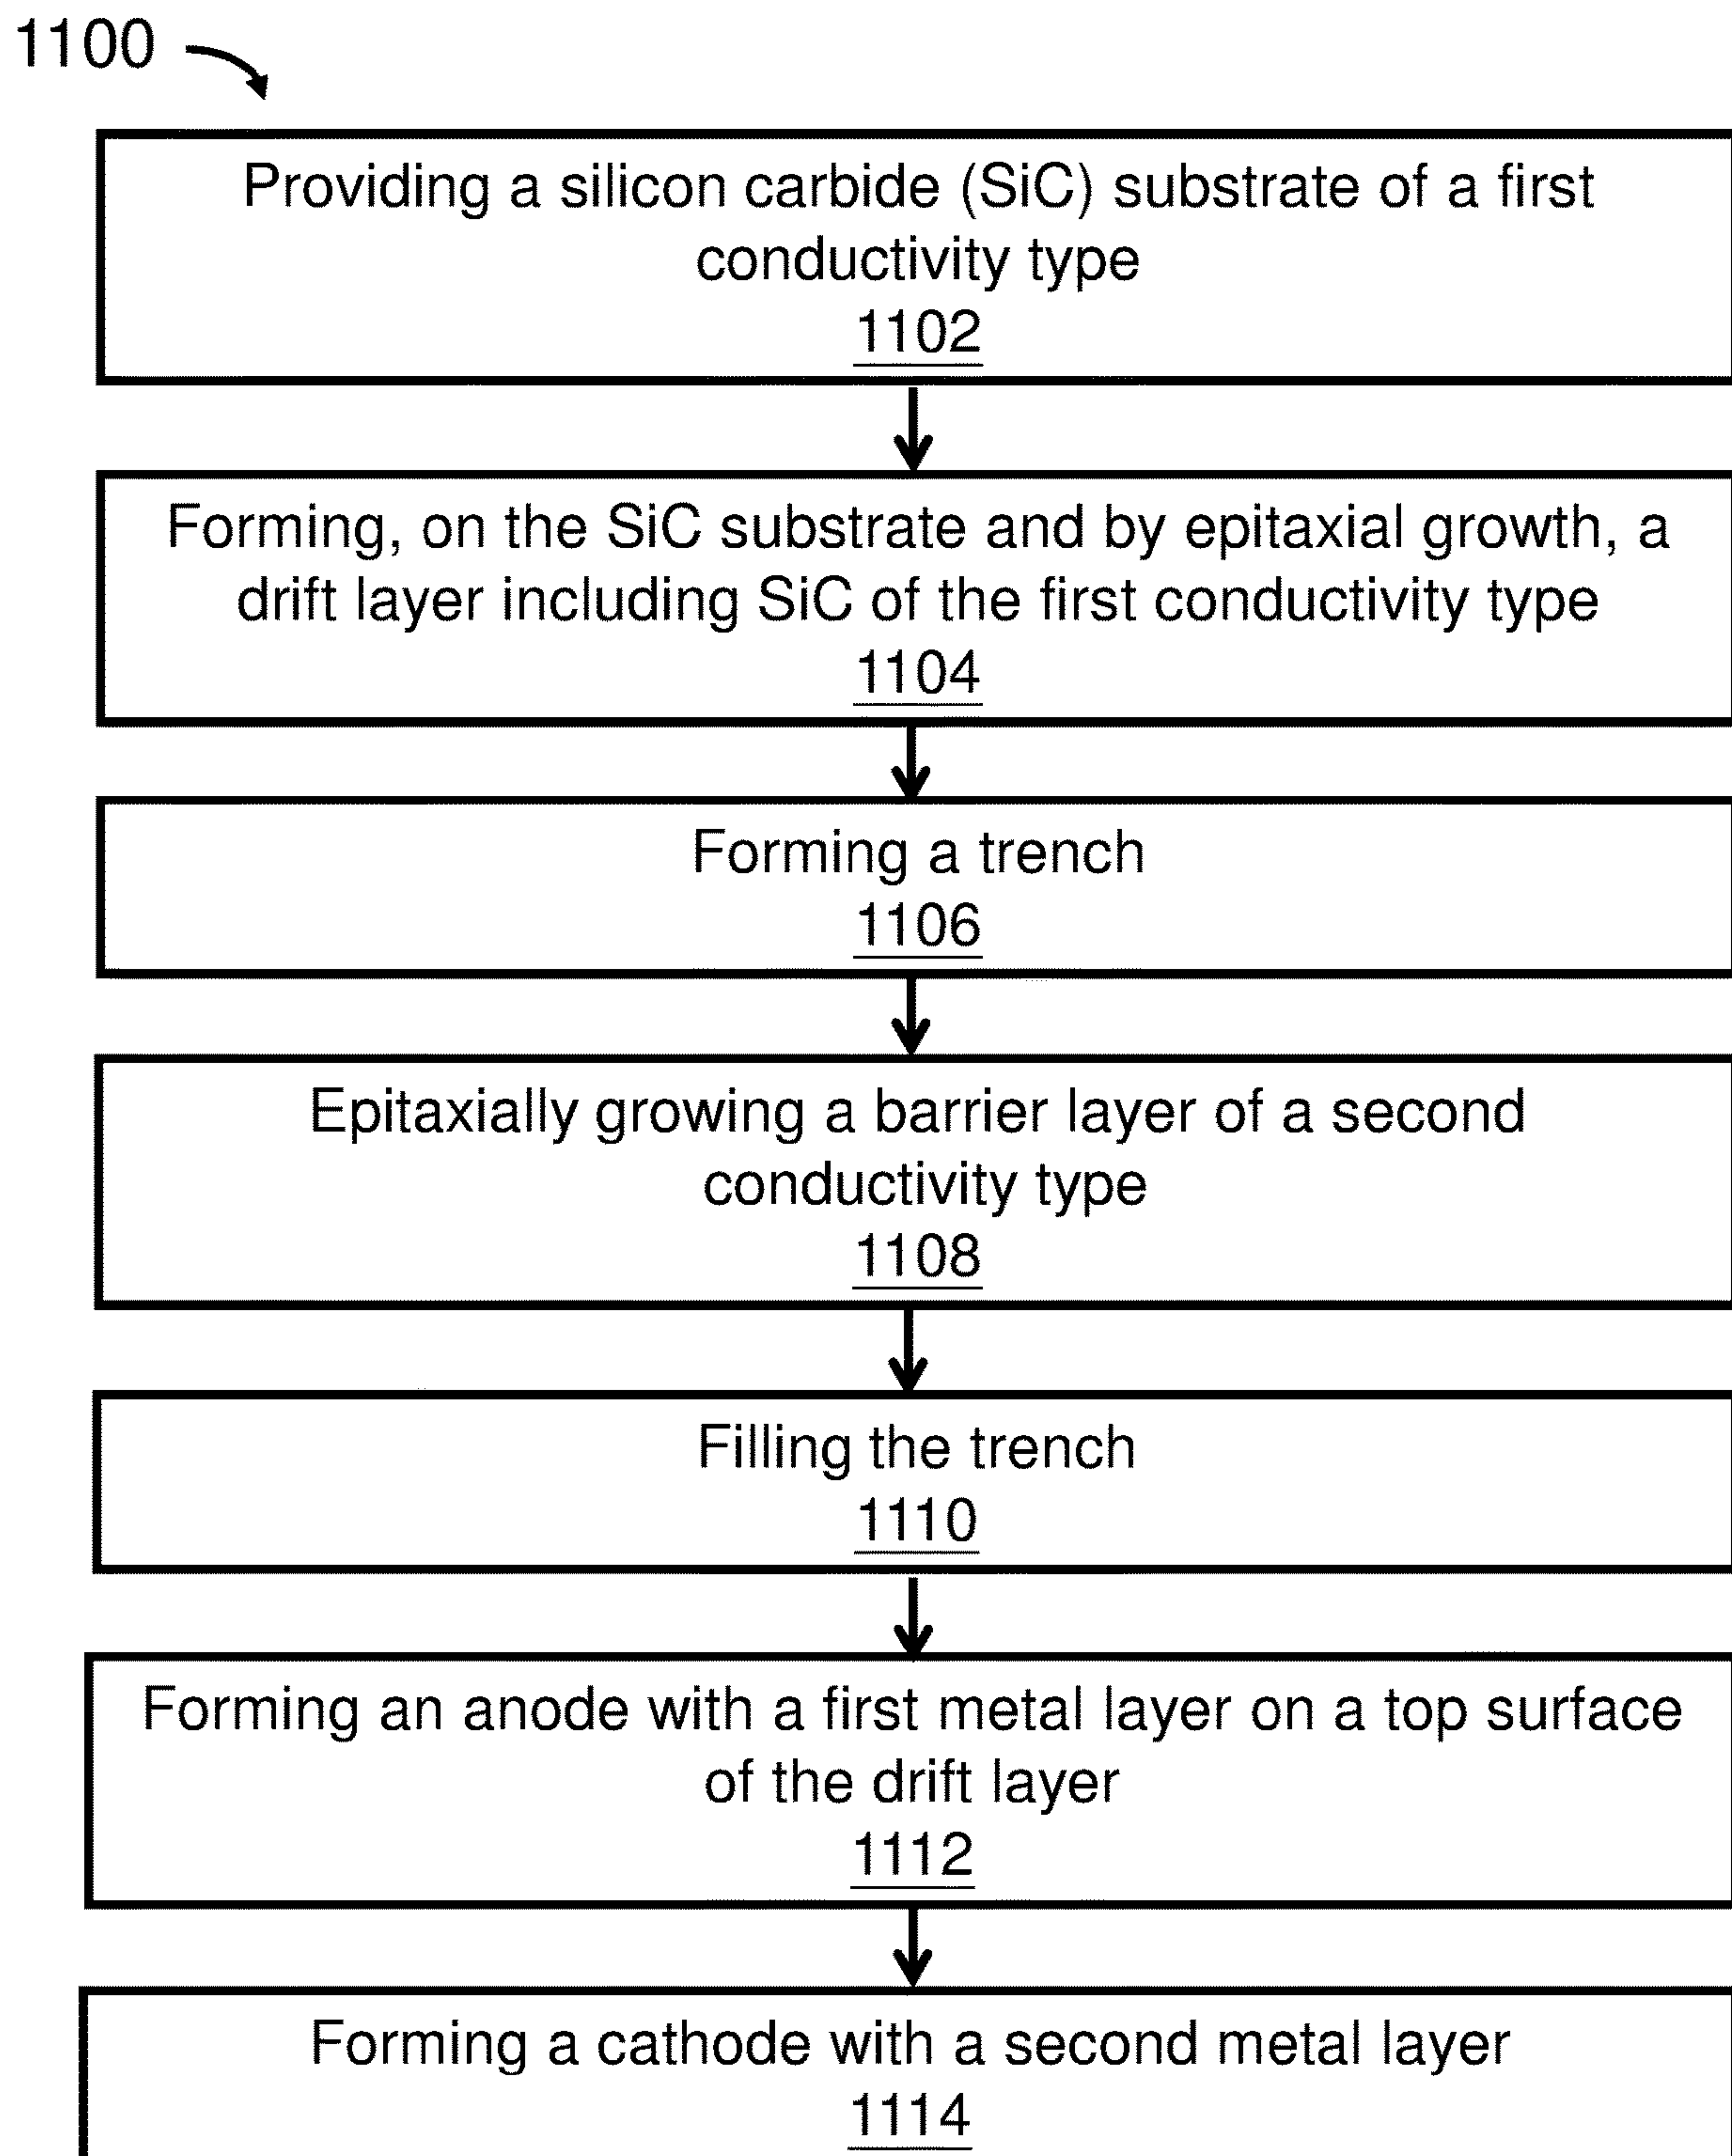 1100
Providing a silicon carbide (SiC) substrate of a first
conductivity type
1102
Forming, on the SiC substrate and by epitaxial growth, a
drift layer including SiC of the first conductivity type
1104
Forming a trench
1106
Epitaxially growing a barrier layer of a second
conductivity type
1108
Filling the trench
1110
Forming an anode with a first metal layer on a top surface
of the drift layer
1112
Forming a cathode with a second metal layer
1114